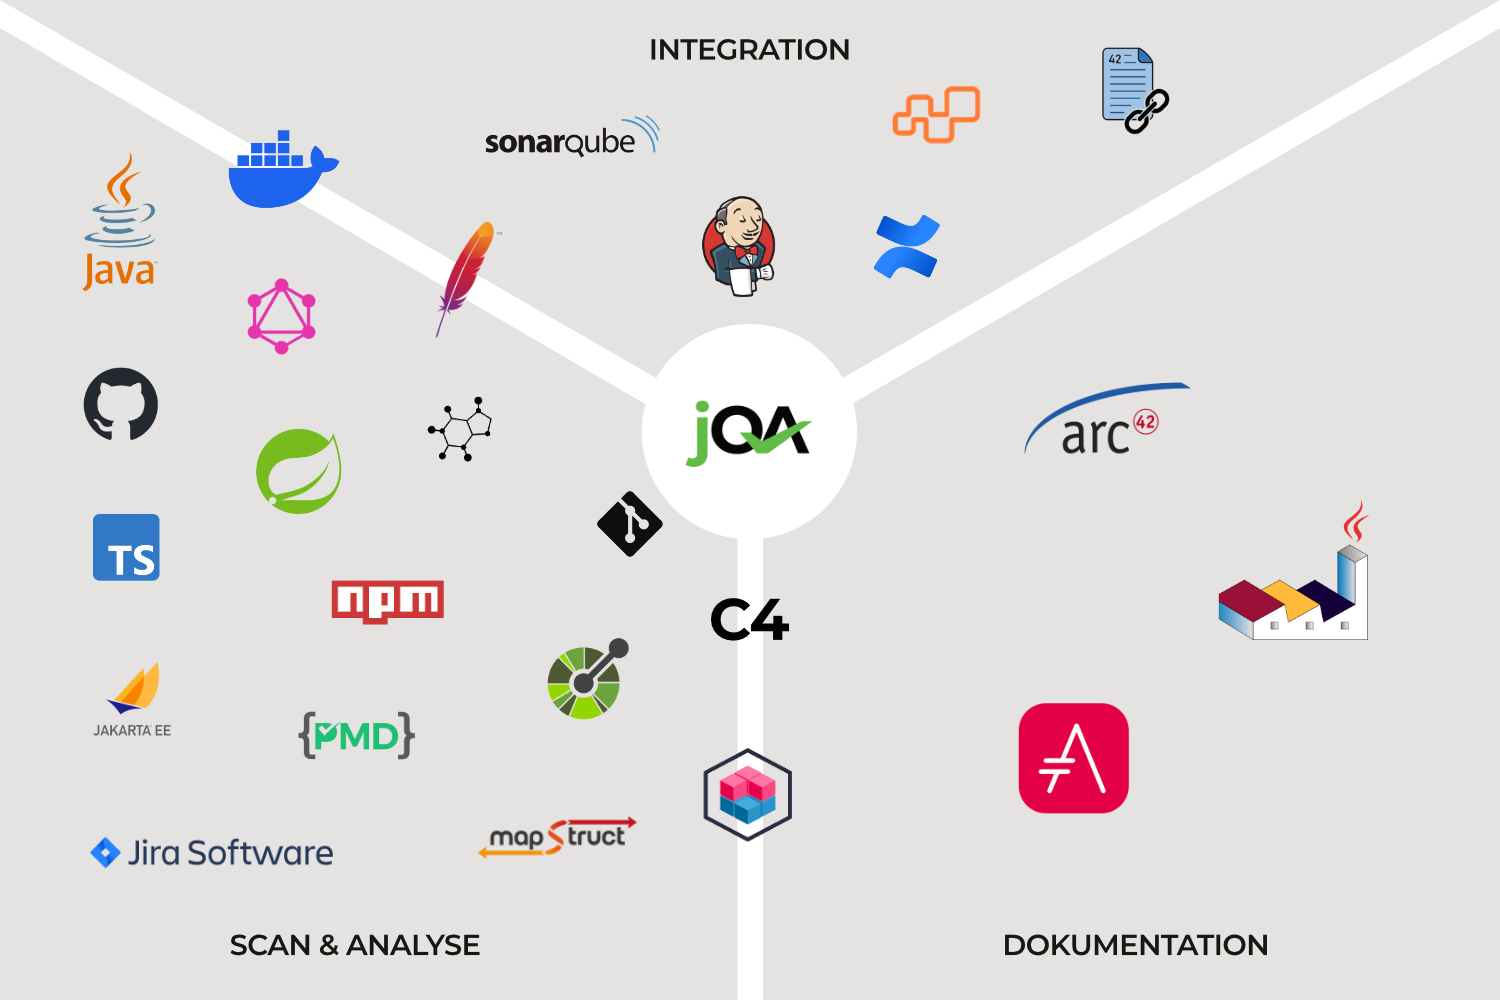 INTEGRATION
42
sonarqube
Java
™
jQA
arc 42
TS
npm
C4
JAKARTA EE
{PMD}
mapStruct
Jira Software
SCAN & ANALYSE
DOKUMENTATION